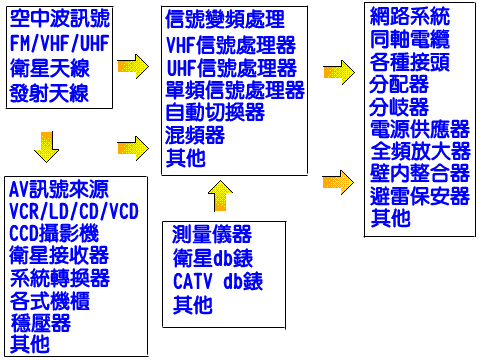 空中波訊號
FM/VHF/UHF
衛星天線
發射天線
信號變頻處理
VHF信號處理器
UHF信號處理器
單頻信號處理器
自動切換器
混頻器
其他
網路系統
同軸電纜
各種接頭
分配器
分歧器
電源供應器
全頻放大器
壁內整合器
避雷保安器
其他
AV訊號來源
VCR/LD/CD/VCD
CCD攝影機
衛星接收器
系統轉換器
各式機櫃
穩壓器
其他
測量儀器
衛星db錶
CATV db錶
其他